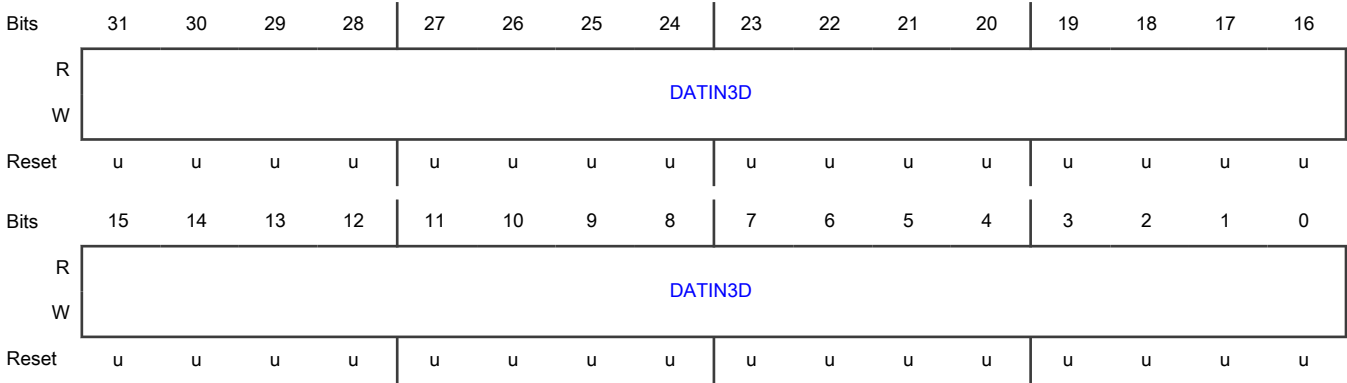 Bits 31 30 29 28 27 26 25 24 23 22 21 20 19 18 17 16
R
DATIN3D
W
Reset u u u u u u u u u u u u u u u u
Bits 15 14 13 12 11 10 9 8 7 6 5 4 3 2 1 0
R
DATIN3D
W
Reset u u u u u u u u u u u u u u u u